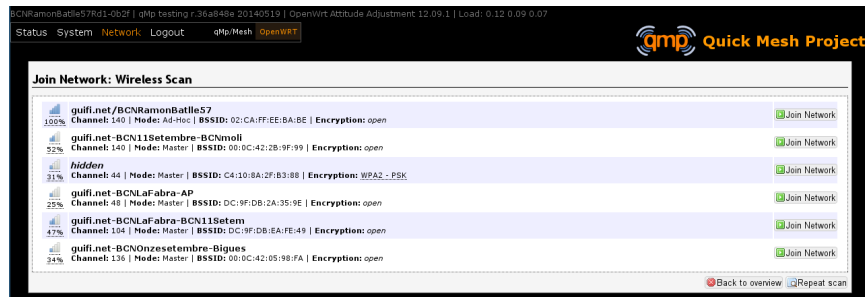 BCNRamonBatlle57Rd1-0b2f | qMp testing r.36a848e 20140519 | OpenWrt Attitude Adjustment 12.09.1 | Load: 0.12 0.09 0.07
Status System Network Logout qMp/Mesh OpenWRT
qmp Quick Mesh Project
Join Network: Wireless Scan
guifi.net/BCNRamonBatlle57
100% Channel: 140 | Mode: Ad-Hoc | BSSID: 02:CA:FF:EE:BA:BE | Encryption: open
Join Network
guifi.net-BCN11Setembre-BCNmoli
52% Channel: 140 | Mode: Master | BSSID: 00:0C:42:2B:9F:99 | Encryption: open
Join Network
hidden
31% Channel: 44 | Mode: Master | BSSID: C4:10:8A:2F:B3:88 | Encryption: WPA2 - PSK
Join Network
guifi.net-BCNLaFabra-AP
25% Channel: 48 | Mode: Master | BSSID: DC:9F:DB:2A:35:9E | Encryption: open
Join Network
guifi.net-BCNLaFabra-BCN11Setem
47% Channel: 104 | Mode: Master | BSSID: DC:9F:DB:EA:FE:49 | Encryption: open
Join Network
guifi.net-BCNOnzesetembre-Bigues
34% Channel: 136 | Mode: Master | BSSID: 00:0C:42:05:98:FA | Encryption: open
Join Network
Back to overview Repeat scan